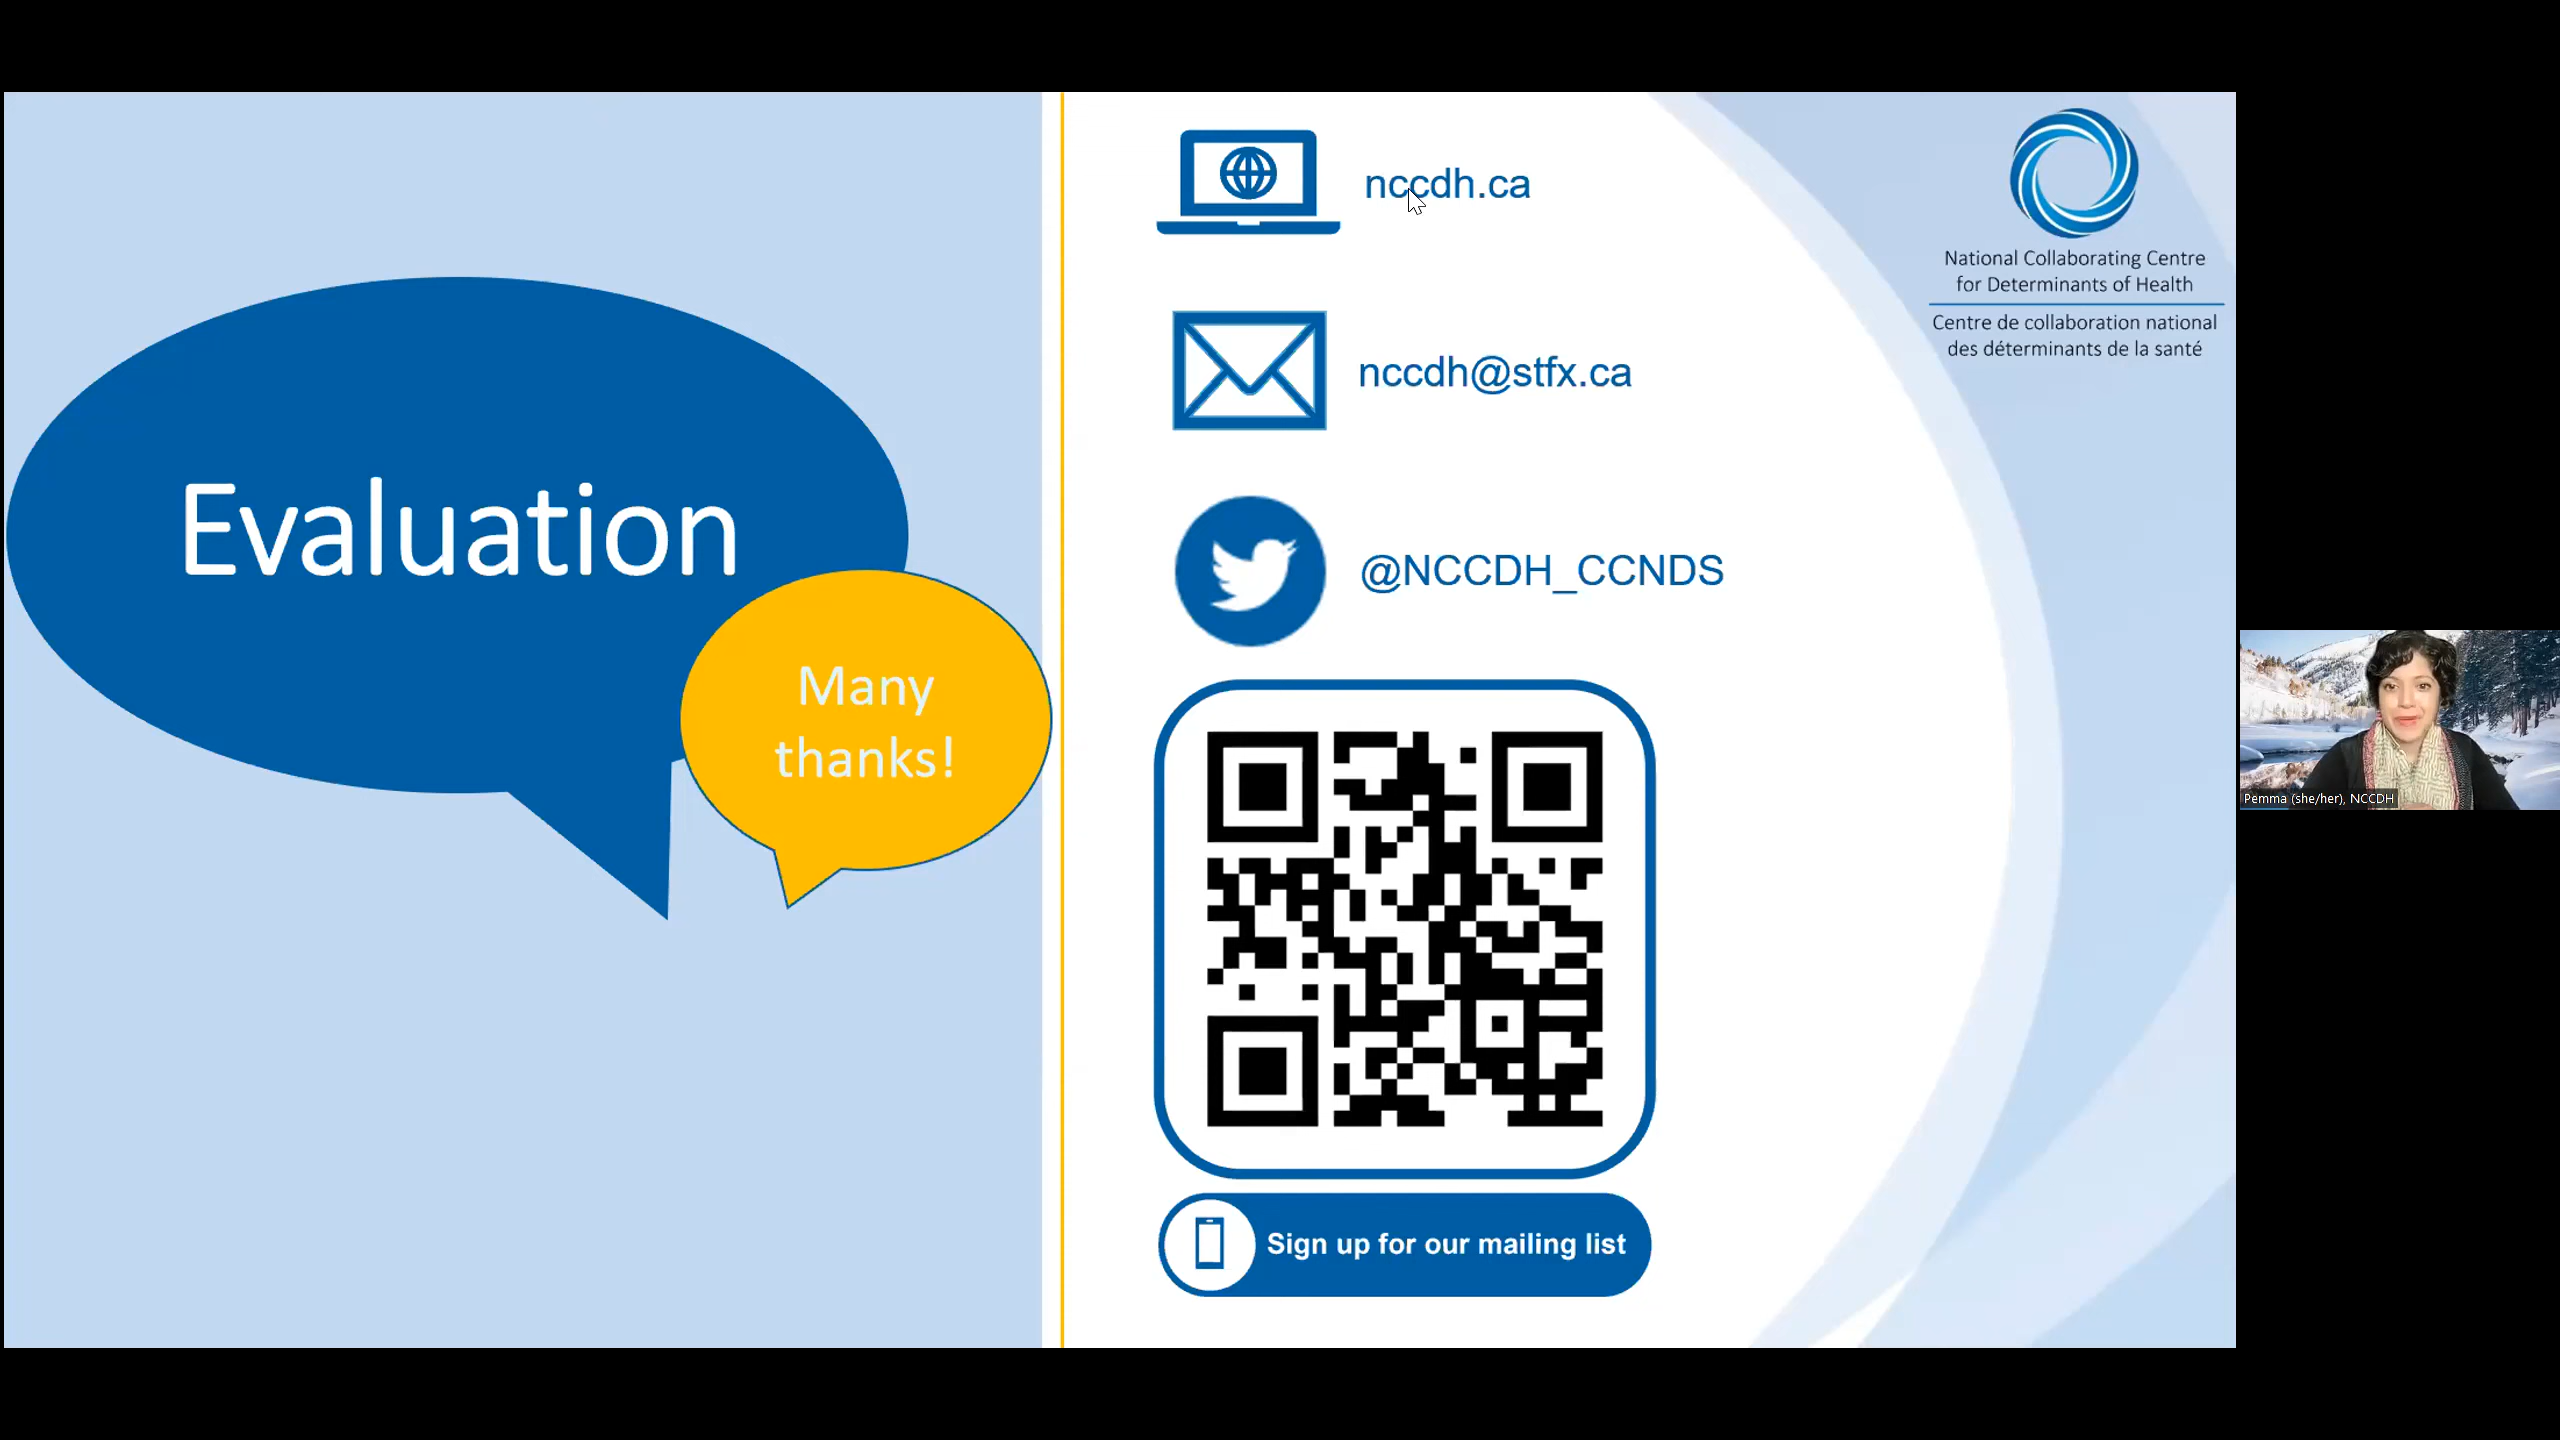 Evaluation
Many
thanks!
nccdh.ca
nccdh@stfx.ca
@NCCDH_CCNDS
Sign up for our mailing list
National Collaborating Centre
for Determinants of Health
Centre de collaboration national
des déterminants de la santé
Pemma (she/her), NCCDH